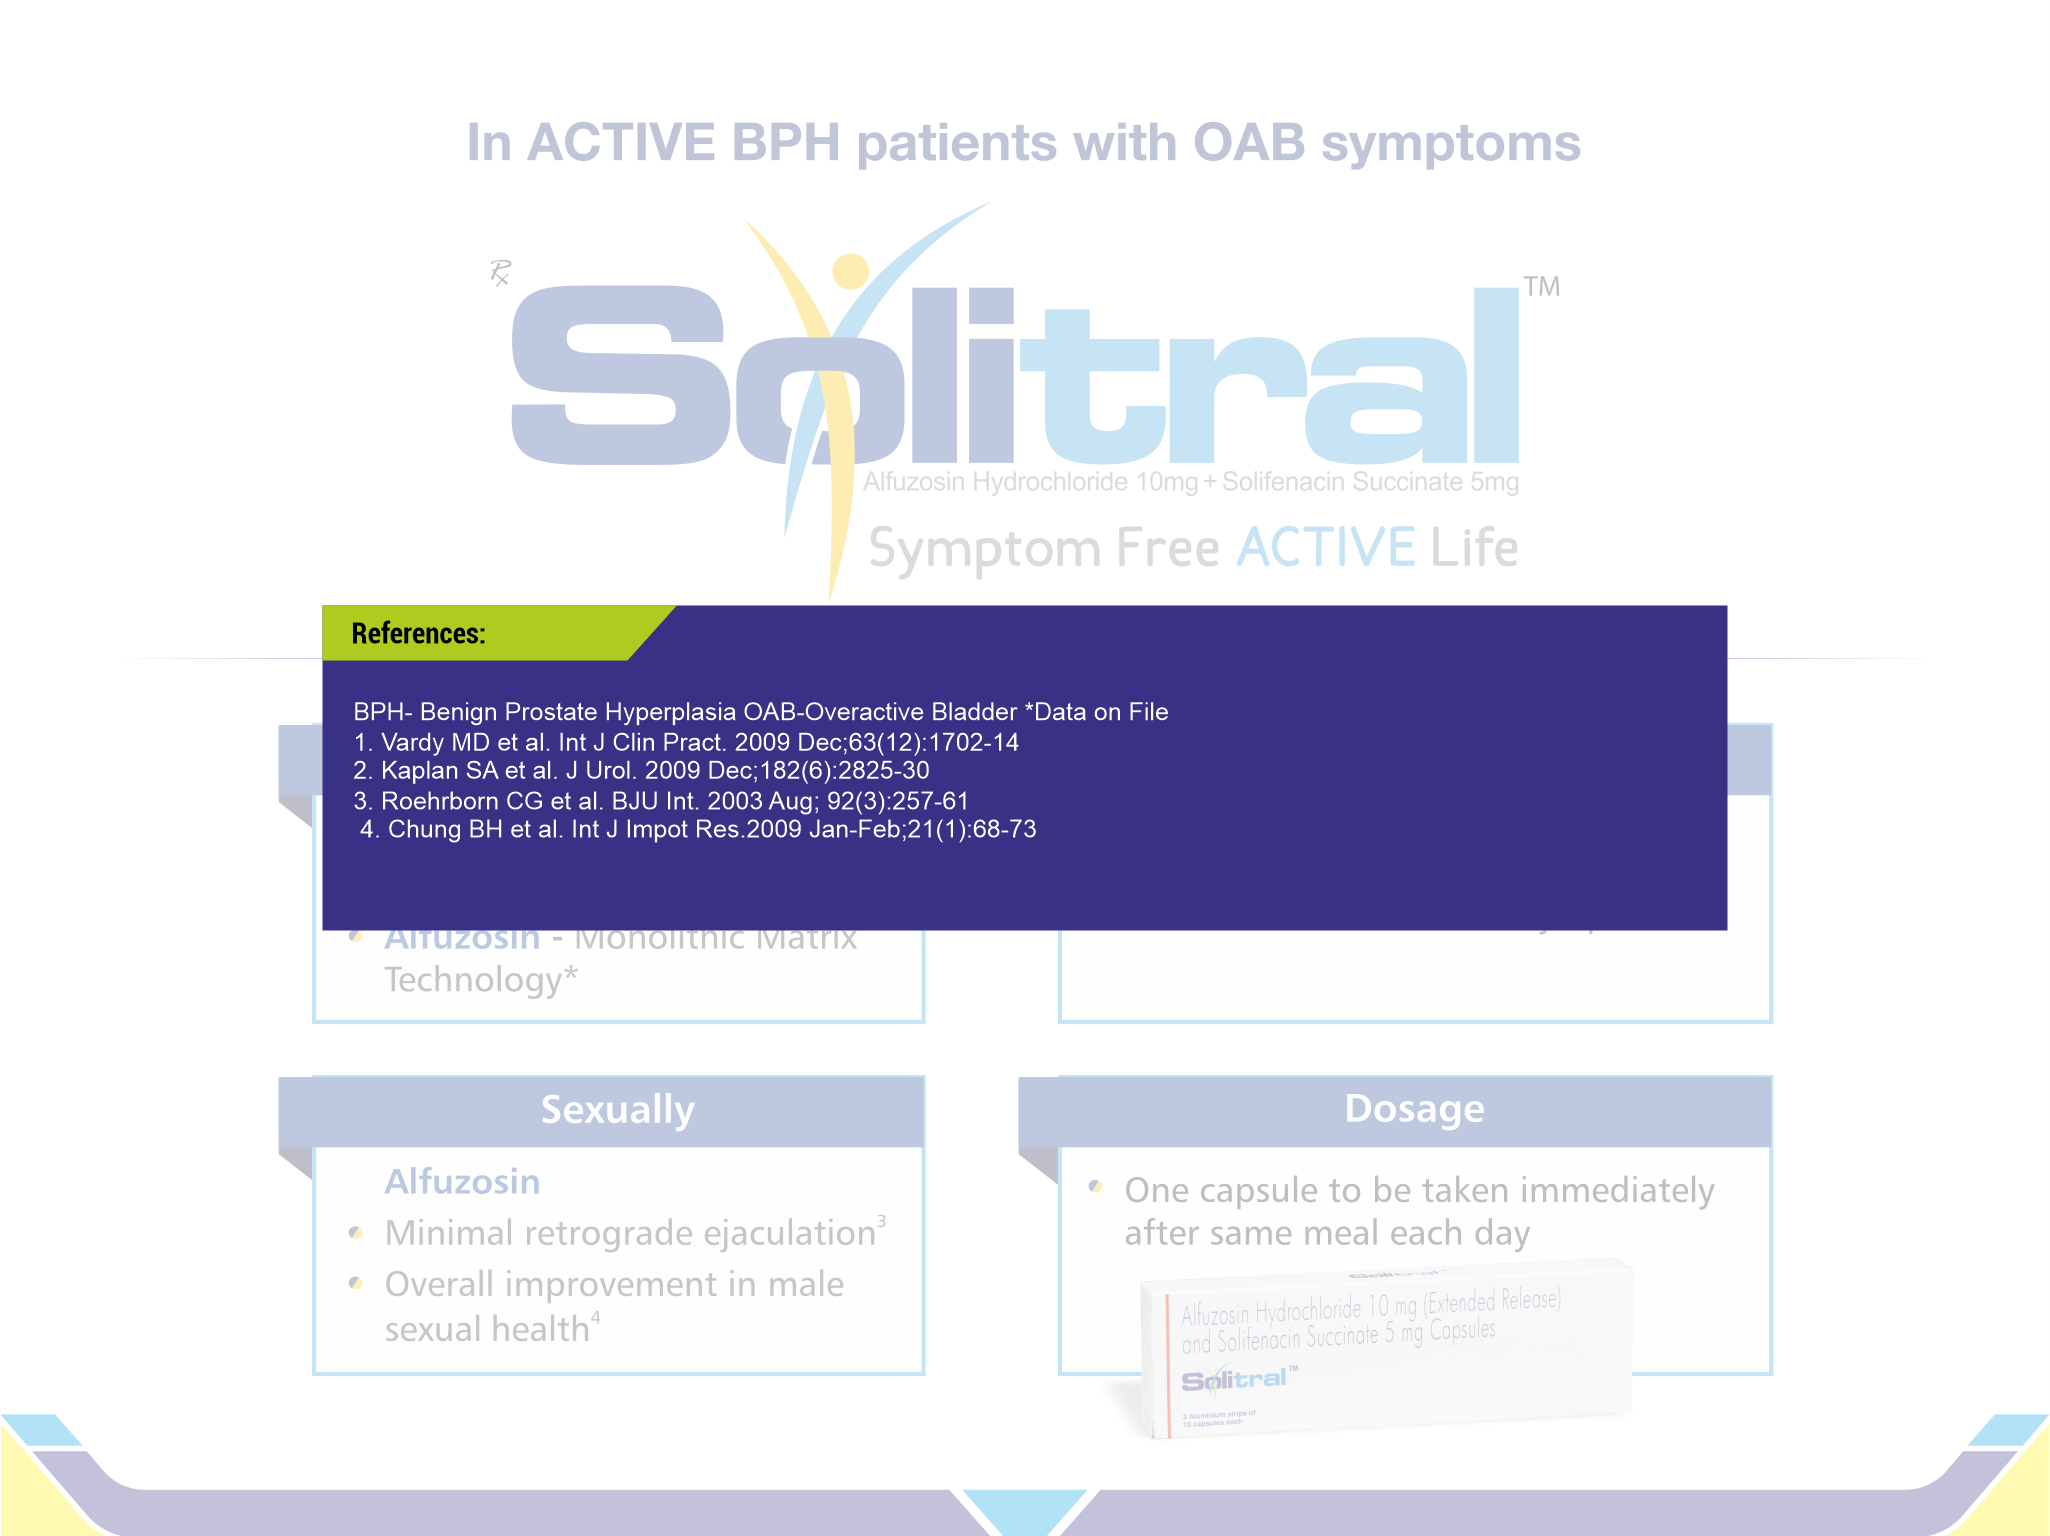 In ACTIVE BPH patients with OAB symptoms
Rx
Solitral™
Alfuzosin Hydrochloride 10mg + Solifenacin Succinate 5mg
Symptom Free ACTIVE Life
References:
BPH- Benign Prostate Hyperplasia OAB-Overactive Bladder *Data on File
1. Vardy MD et al. Int J Clin Pract. 2009 Dec;63(12):1702-14
2. Kaplan SA et al. J Urol. 2009 Dec;182(6):2825-30
3. Roehrborn CG et al. BJU Int. 2003 Aug; 92(3):257-61
4. Chung BH et al. Int J Impot Res.2009 Jan-Feb;21(1):68-73
Alfuzosin - Monolithic Matrix
Technology*
Sexually
Alfuzosin
Minimal retrograde ejaculation³
Overall improvement in male
sexual health⁴
Dosage
One capsule to be taken immediately
after same meal each day
Solitral
Alfuzosin Hydrochloride 10 mg (Extended Release)
and Solifenacin Succinate 5 mg Capsules
Solitral™
3 Aluminium strips of
10 capsules each